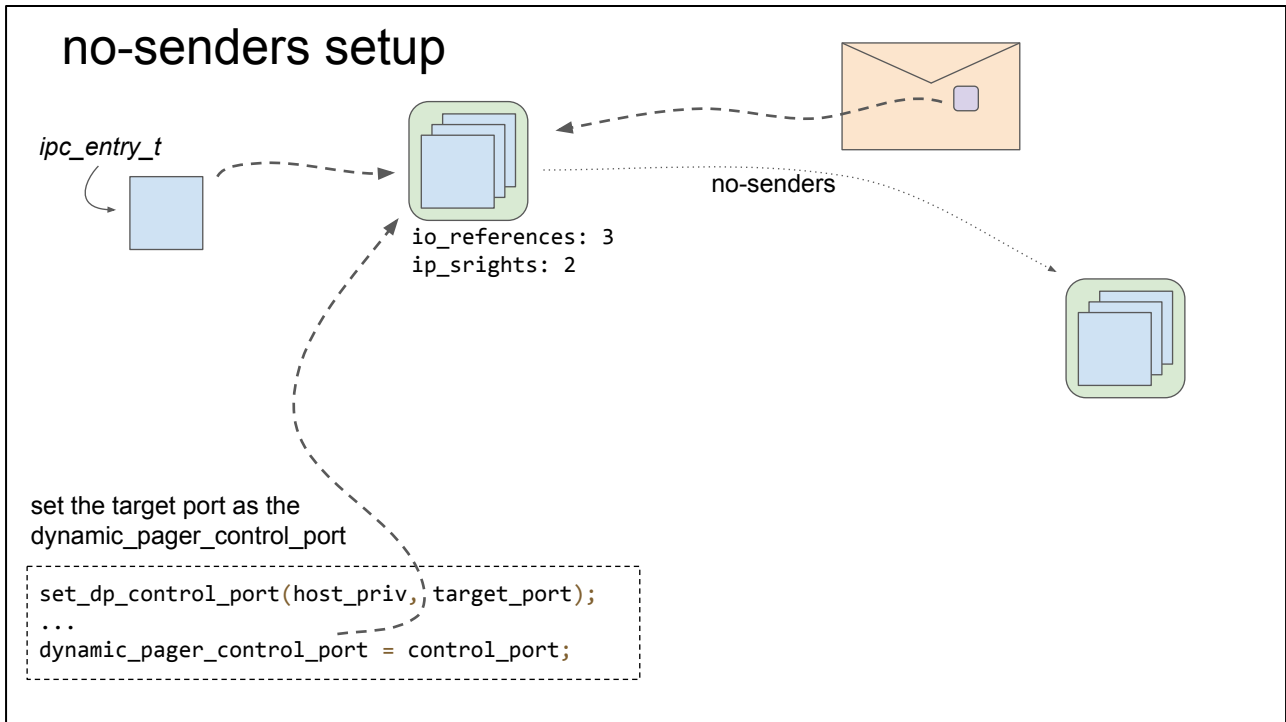 no-senders setup
ipc_entry_t
no-senders
io_references: 3
ip_srights: 2
set the target port as the
dynamic_pager_control_port
set_dp_control_port(host_priv, target_port);
...
dynamic_pager_control_port = control_port;